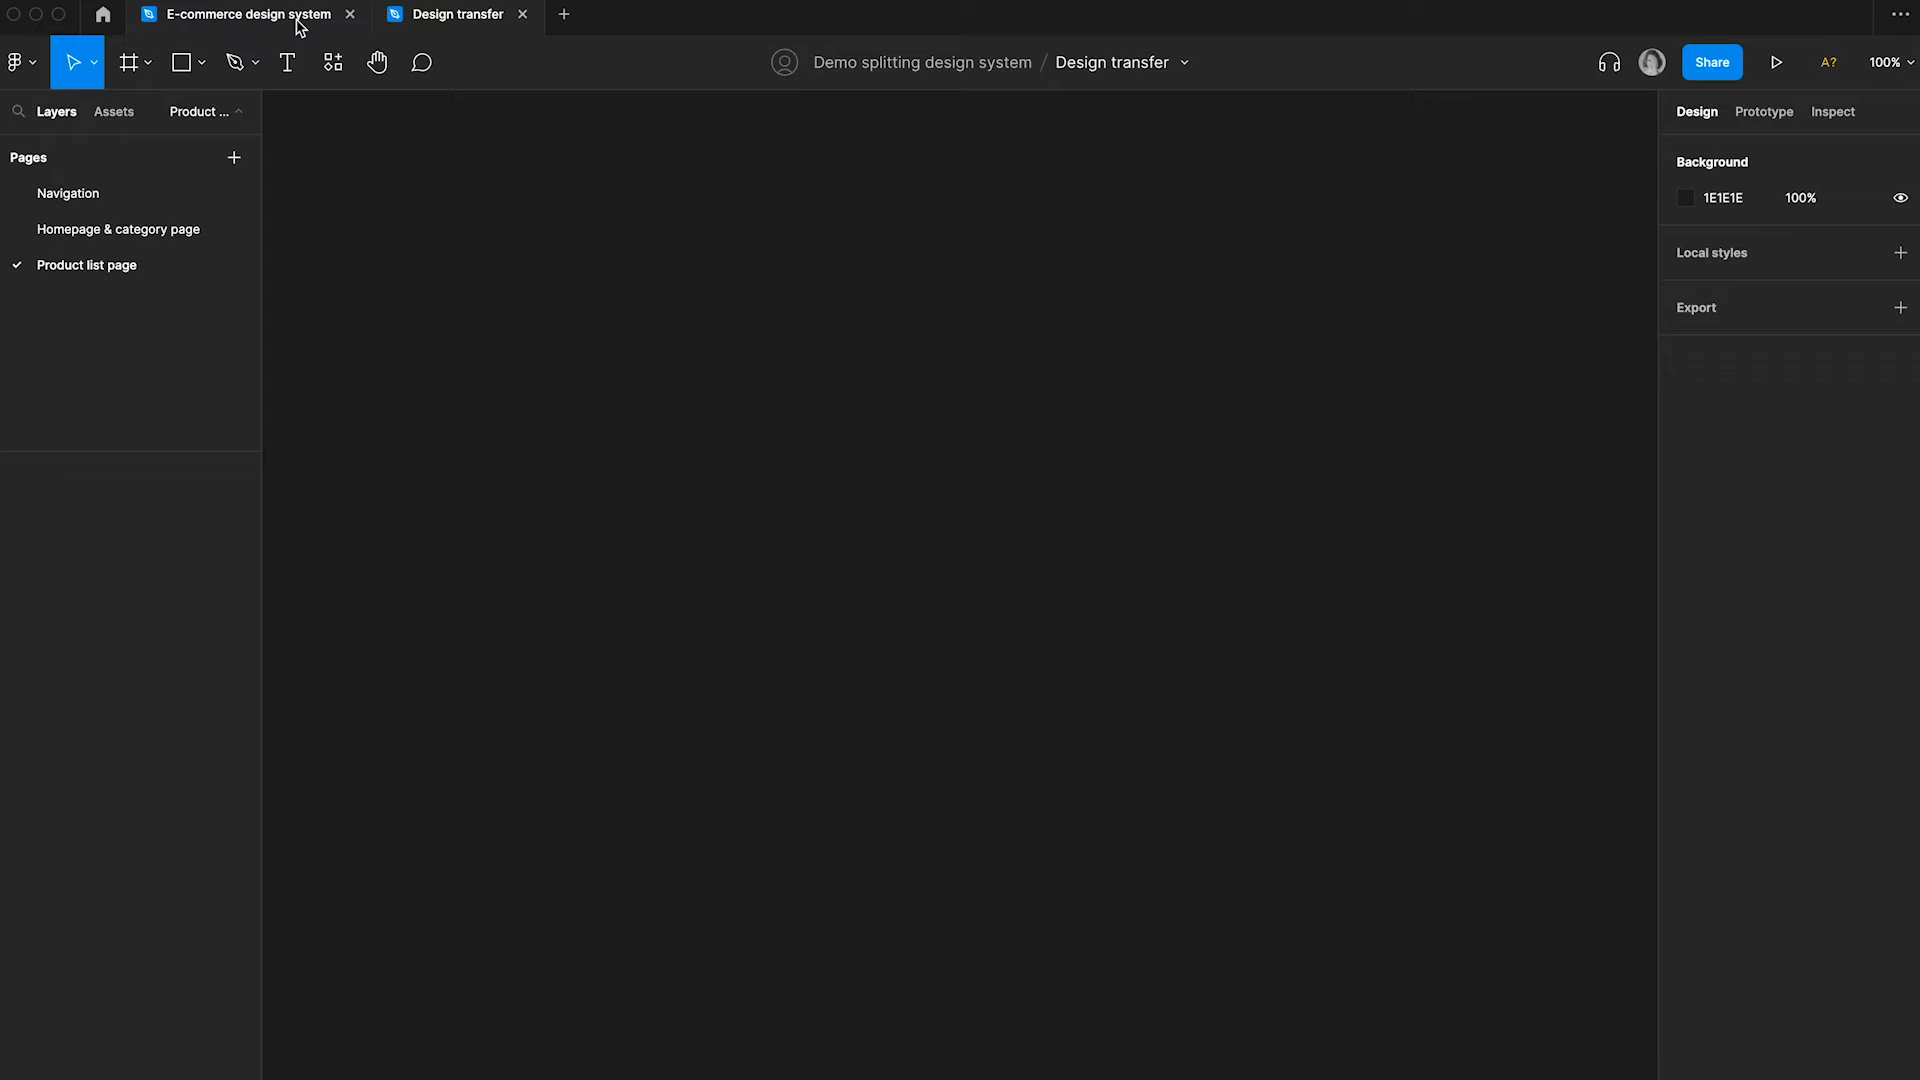 E-commerce design system
Design transfer
Demo splitting design system / Design transfer
Share
A?
100%
Layers
Assets
Product ...
Design
Prototype
Inspect
Pages
Navigation
Homepage & category page
Product list page
Background
1E1E1E
100%
Local styles
Export